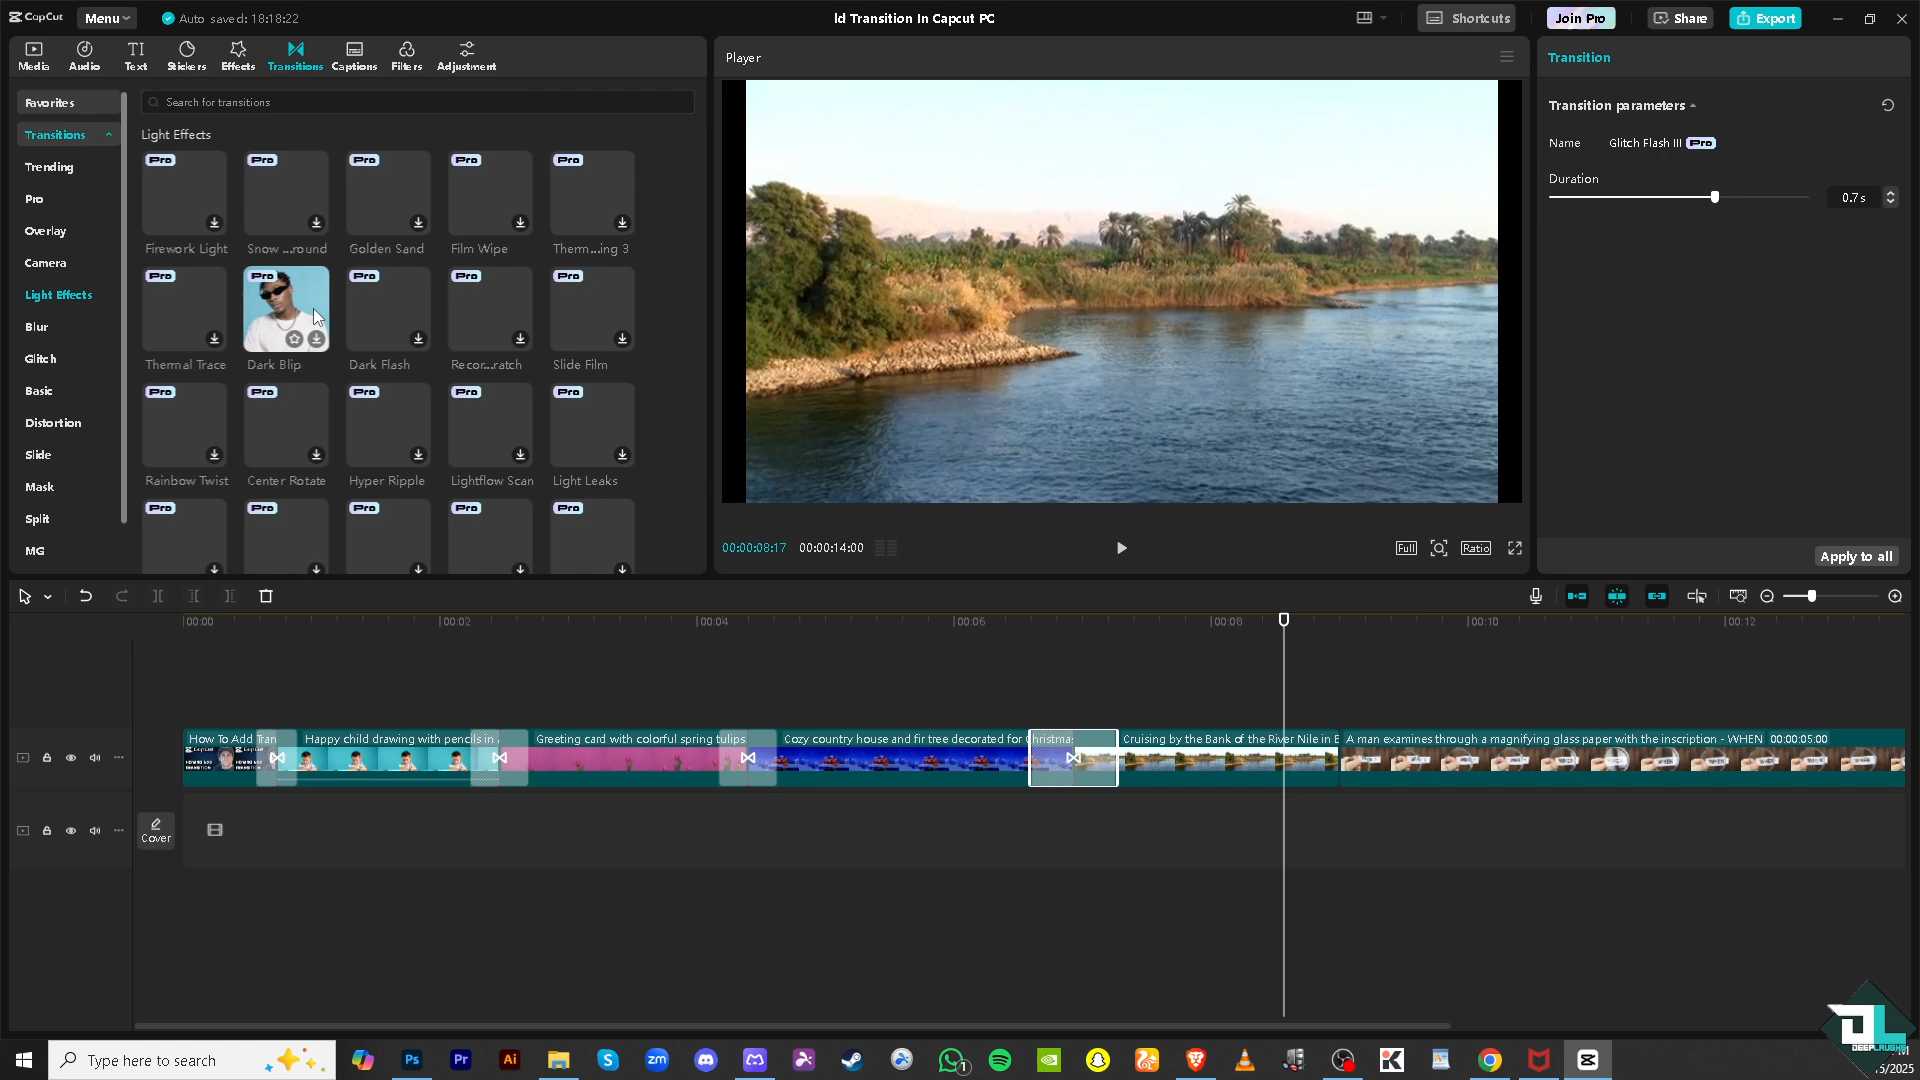 CapCut
Menu
Auto saved: 18:18:22
ld Transition In Capcut PC
Shortcuts
Join Pro
Share
Export
Media
Audio
Text
Stickers
Effects
Transitions
Captions
Filters
Adjustment
Player
Transition
Favorites
Transitions
Trending
Pro
Overlay
Camera
Light Effects
Blur
Glitch
Basic
Distortion
Slide
Mask
Split
MG
Search for transitions
Light Effects
Pro Pro Pro Pro Pro
Firework Light Snow ...round Golden Sand Film Wipe Therm...ing 3
Pro Pro Pro Pro Pro
Thermal Trace Dark Blip Dark Flash Recor...ratch Slide Film
Pro Pro Pro Pro Pro
Rainbow Twist Center Rotate Hyper Ripple Lightflow Scan Light Leaks
Pro Pro Pro Pro Pro
00:00:08:17 00:00:14:00
Full
Ratio
Transition parameters
Name Glitch Flash III Pro
Duration
0.7s
Apply to all
00:00 00:02 00:04 00:06 00:08 00:10 00:12
How To Add Tran
Happy child drawing with pencils in
Greeting card with colorful spring tulips
Cozy country house and fir tree decorated for Christmas
Cruising by the Bank of the River Nile in E
A man examines through a magnifying glass paper with the inscription - WHEN 00:00:05:00
Cover
Type here to search
Ps
Pr
Ai
zm
1
DEEPLAUGHS